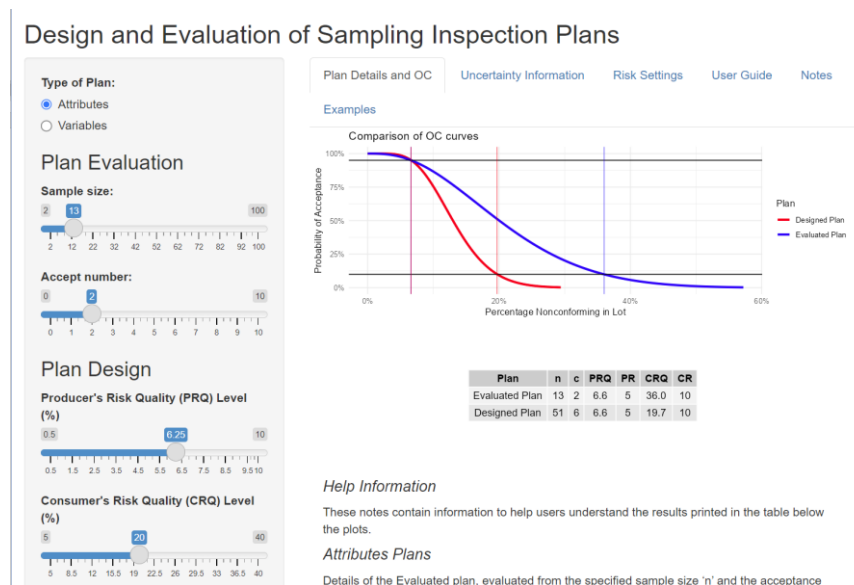 Design and Evaluation of Sampling Inspection Plans
Type of Plan:
Attributes
Variables
Plan Evaluation
Sample size:
2 13 100
2 12 22 32 42 52 62 72 82 92 100
Accept number:
0 2 10
0 1 2 3 4 5 6 7 8 9 10
Plan Design
Producer's Risk Quality (PRQ) Level
(%)
0.5 6.25 10
0.5 1.5 2.5 3.5 4.5 5.5 6.5 7.5 8.5 9.5 10
Consumer's Risk Quality (CRQ) Level
(%)
5 20 40
5 8.5 12 15.5 19 22.5 26 29.5 33 36.5 40
Plan Details and OC Uncertainty Information Risk Settings User Guide Notes
Examples
Comparison of OC curves
100%
75%
50%
25%
0%
Probability of Acceptance
0% 20% 40% 60%
Percentage Nonconforming in Lot
Plan
Designed Plan
Evaluated Plan
Plan n c PRQ PR CRQ CR
Evaluated Plan 13 2 6.6 5 36.0 10
Designed Plan 51 6 6.6 5 19.7 10
Help Information
These notes contain information to help users understand the results printed in the table below
the plots.
Attributes Plans
Details of the Evaluated plan, evaluated from the specified sample size 'n' and the acceptance